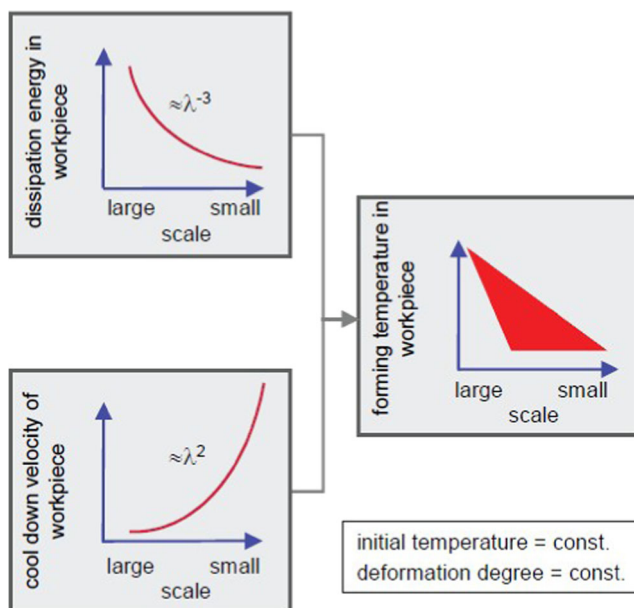 dissipation energy in
workpiece
≈λ-3
large small
scale
cool down velocity of
workpiece
≈λ2
large small
scale
forming temperature in
workpiece
large small
scale
initial temperature = const.
deformation degree = const.